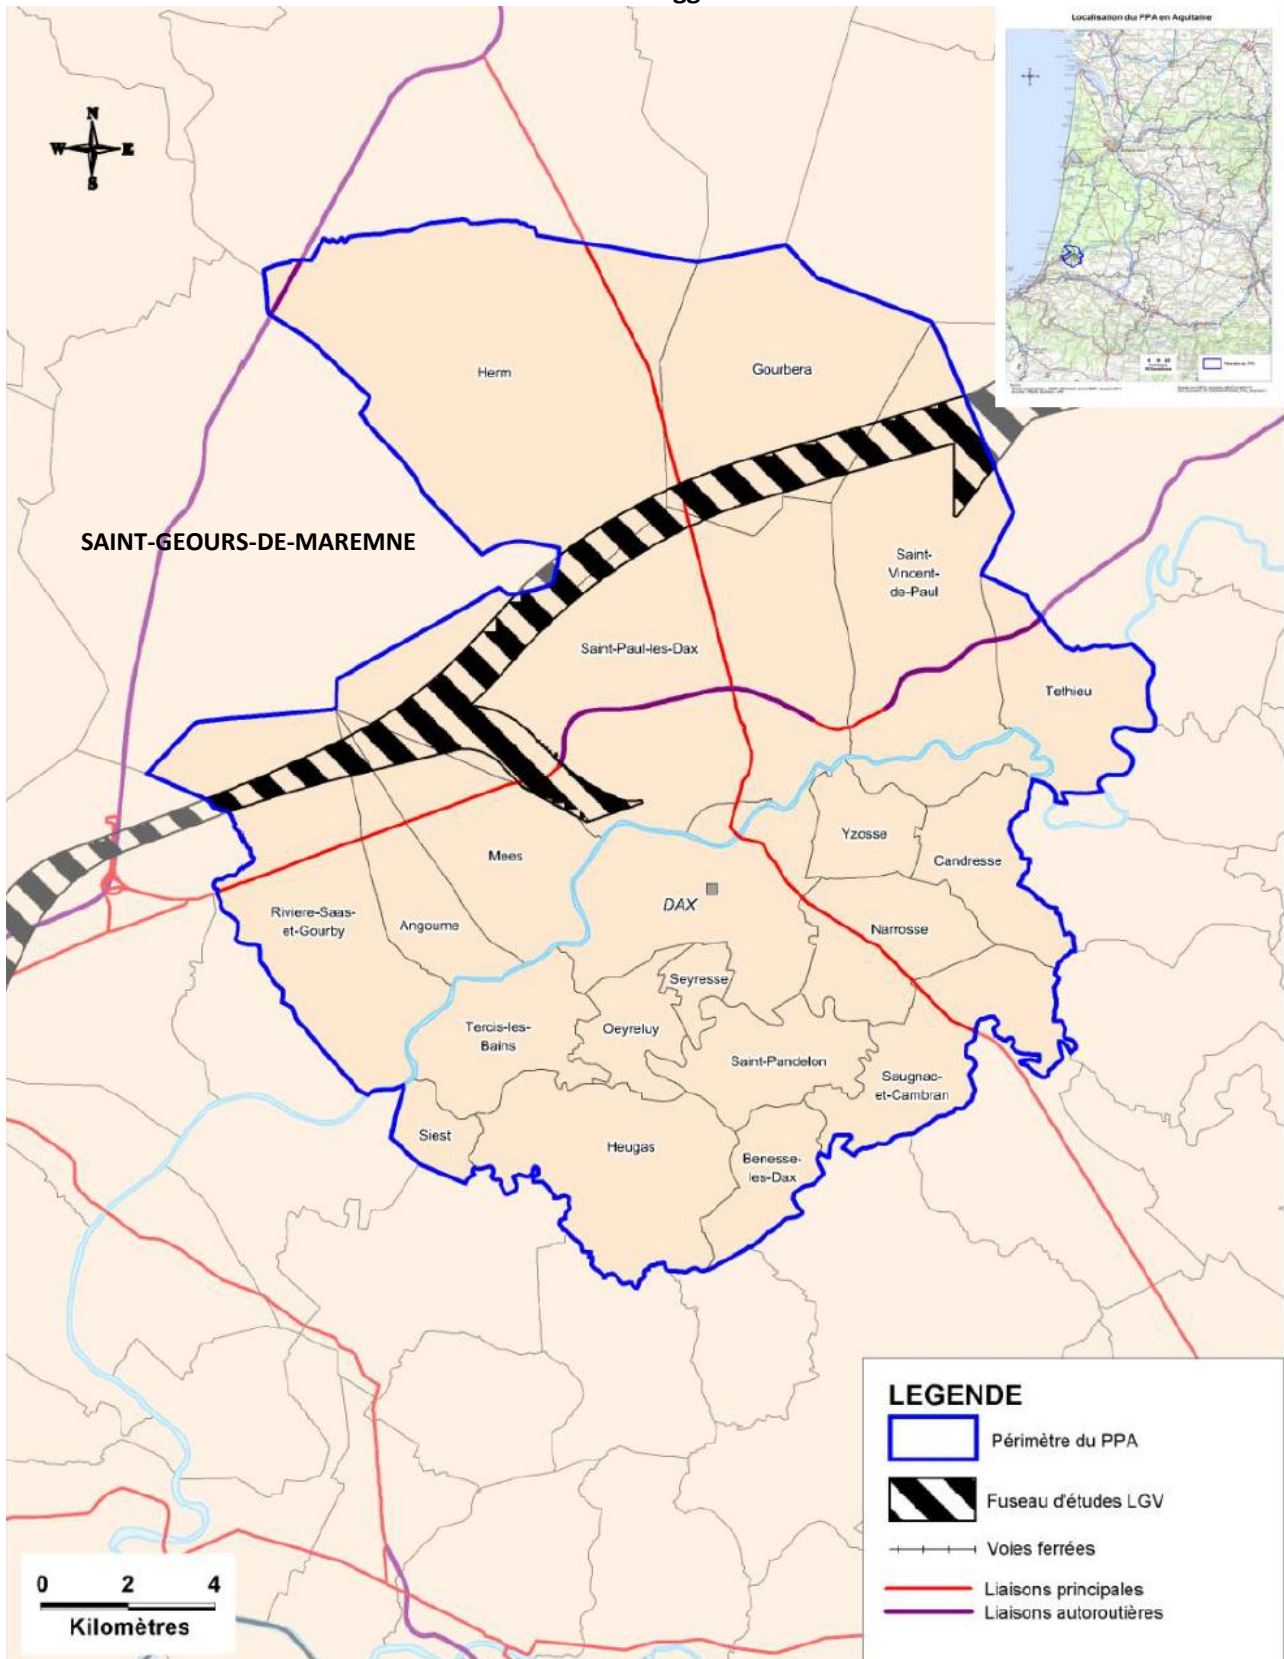 Localisation du PPA en Aquitaine
N
W E
S
Herm
Gourbera
SAINT-GEOURS-DE-MAREMNE
Saint-
Vincent-
de-Paul
Saint-Paul-les-Dax
Tethieu
Yzosse
Candresse
Mees
DAX
Riviere-Saas-
et-Gourby
Angoume
Narrosse
Seyresse
Tercis-les-
Bains
Oeyreluy
Saint-Pandelon
Saugnac-
et-Cambran
Siest
Heugas
Benesse-
les-Dax
LEGENDE
Périmètre du PPA
Fuseau d'études LGV
Voies ferrées
Liaisons principales
Liaisons autoroutières
0 2 4
Kilomètres